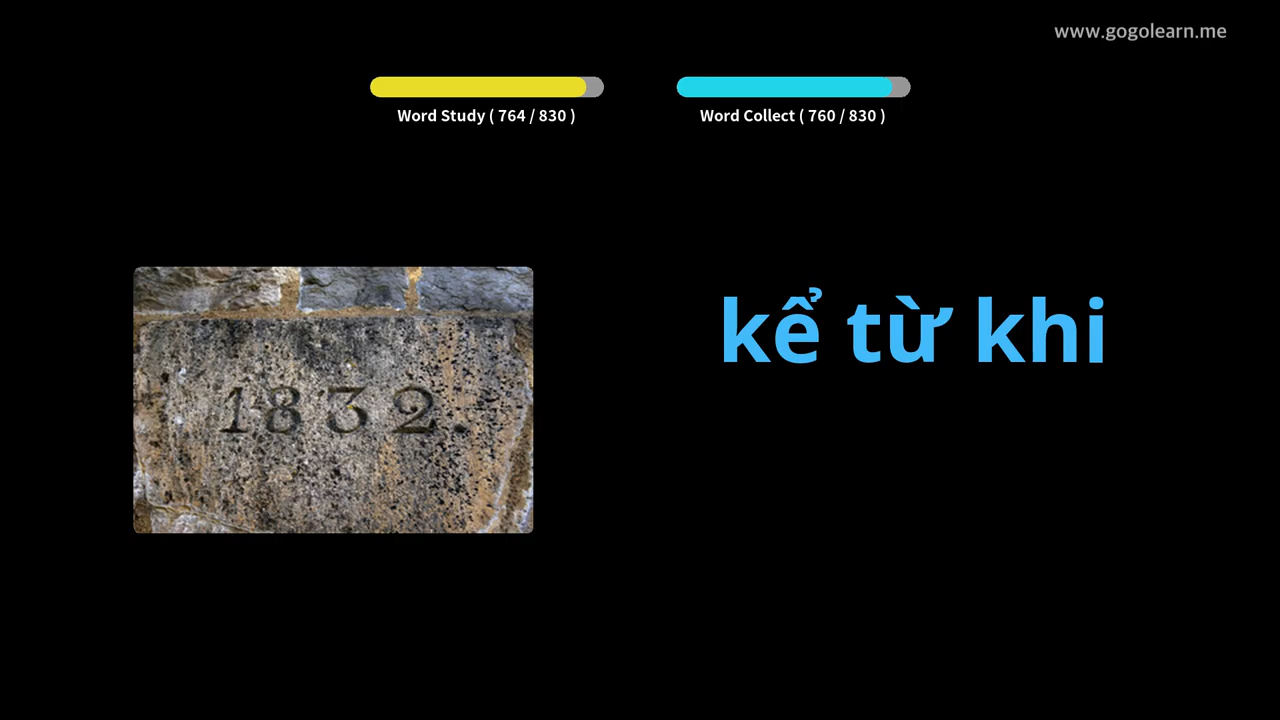 www.gogolearn.me
Word Study ( 764 / 830 )
Word Collect ( 760 / 830 )
kể từ khi
1832.